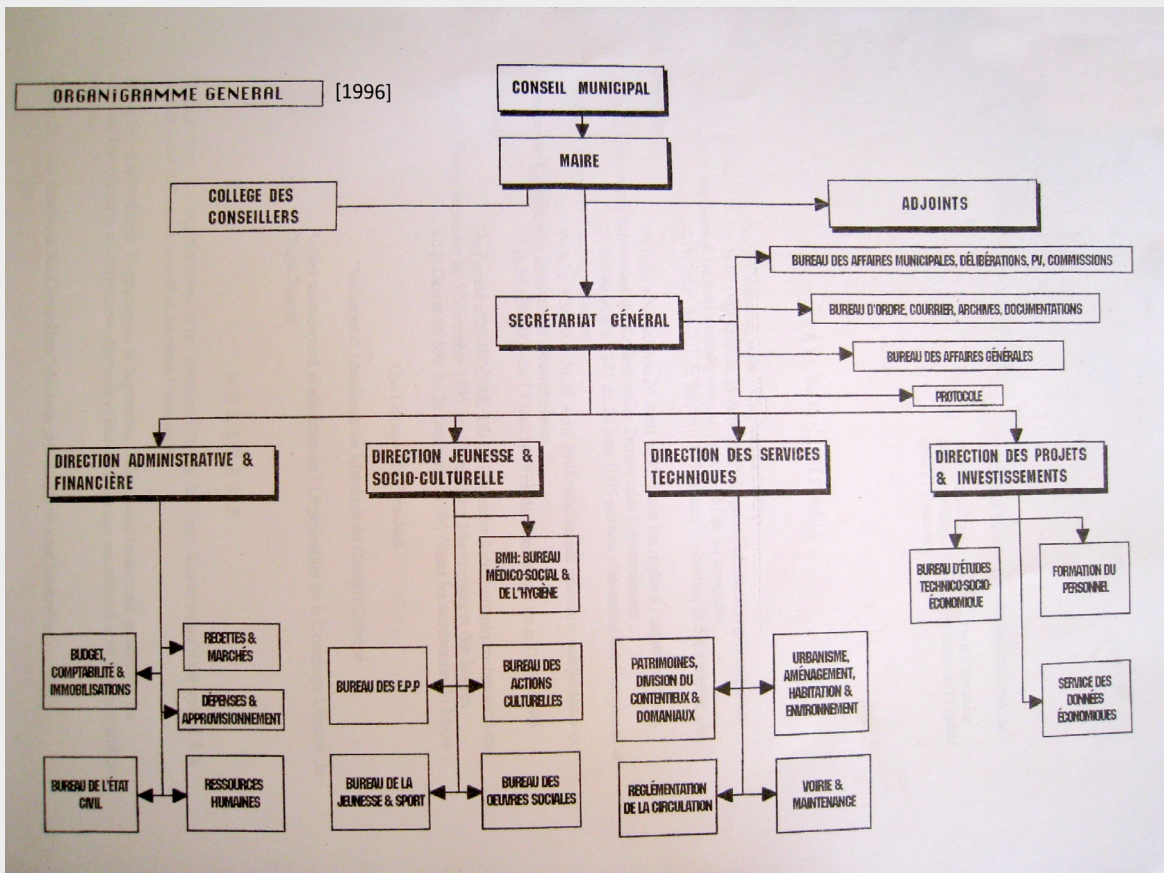 ORGANiGRAMME GENERAL
[1996]
CONSEIL MUNICIPAL
MAIRE
COLLEGE DES
CONSEILLERS
ADJOINTS
SECRÉTARIAT GÉNÉRAL
BUREAU DES AFFAIRES MUNICIPALES, DÉLIBÉRATIONS, PV, COMMISSIONS
BUREAU D'ORDRE, COURRIER, ARCHIVES, DOCUMENTATIONS
BUREAU DES AFFAIRES GÉNÉRALES
PROTOCOLE
DIRECTION ADMINISTRATIVE &
FINANCIÈRE
DIRECTION JEUNESSE &
SOCIO-CULTURELLE
DIRECTION DES SERVICES
TECHNIQUES
DIRECTION DES PROJETS
& INVESTISSEMENTS
BUDGET,
COMPTABILITÉ &
IMMOBILISATIONS
RECETTES &
MARCHÉS
DÉPENSES &
APPROVISIONNEMENT
BUREAU DE L'ÉTAT
CIVIL
RESSOURCES
HUMAINES
BMH: BUREAU
MÉDICO-SOCIAL &
DE L"HYGIÈNE
BUREAU DES E.P.P
BUREAU DES
ACTIONS
CULTURELLES
BUREAU DE LA
JEUNESSE & SPORT
BUREAU DES
OEUVRES SOCIALES
PATRIMOINES,
DIVISION DU
CONTENTIEUX &
DOMANIAUX
URBANISME,
AMÉNAGEMENT,
HABITATION &
ENVIRONNEMENT
REGLÉMENTATION
DE LA CIRCULATION
VOIRIE &
MAINTENANCE
BUREAU D'ÉTUDES
TECHNICO-SOCIO-
ÉCONOMIQUE
FORMATION DU
PERSONNEL
SERVICE DES
DONNÉES
ÉCONOMIQUES